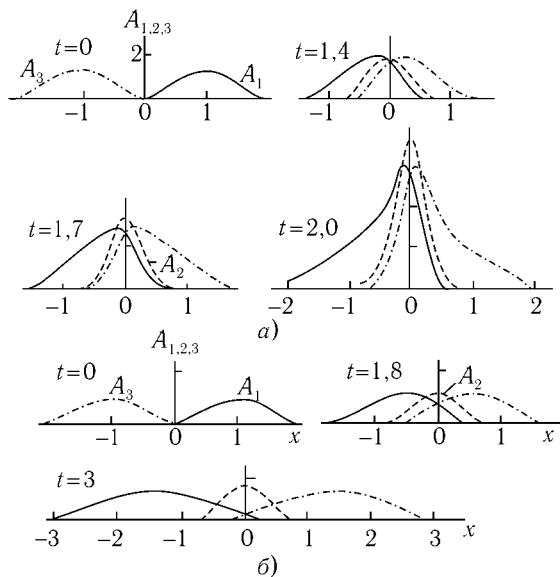 A₁,₂,₃
t=0
2
A₃
A₁
−1
0
1
t=1,4
−1
0
1
t=1,7
A₂
−1
0
1
t=2,0
−2
−1
0
1
2
а)
A₁,₂,₃
t=0
A₃
A₁
−1
0
1
x
t=1,8
A₂
−1
0
1
x
t=3
−3
−2
−1
0
1
2
3
x
б)